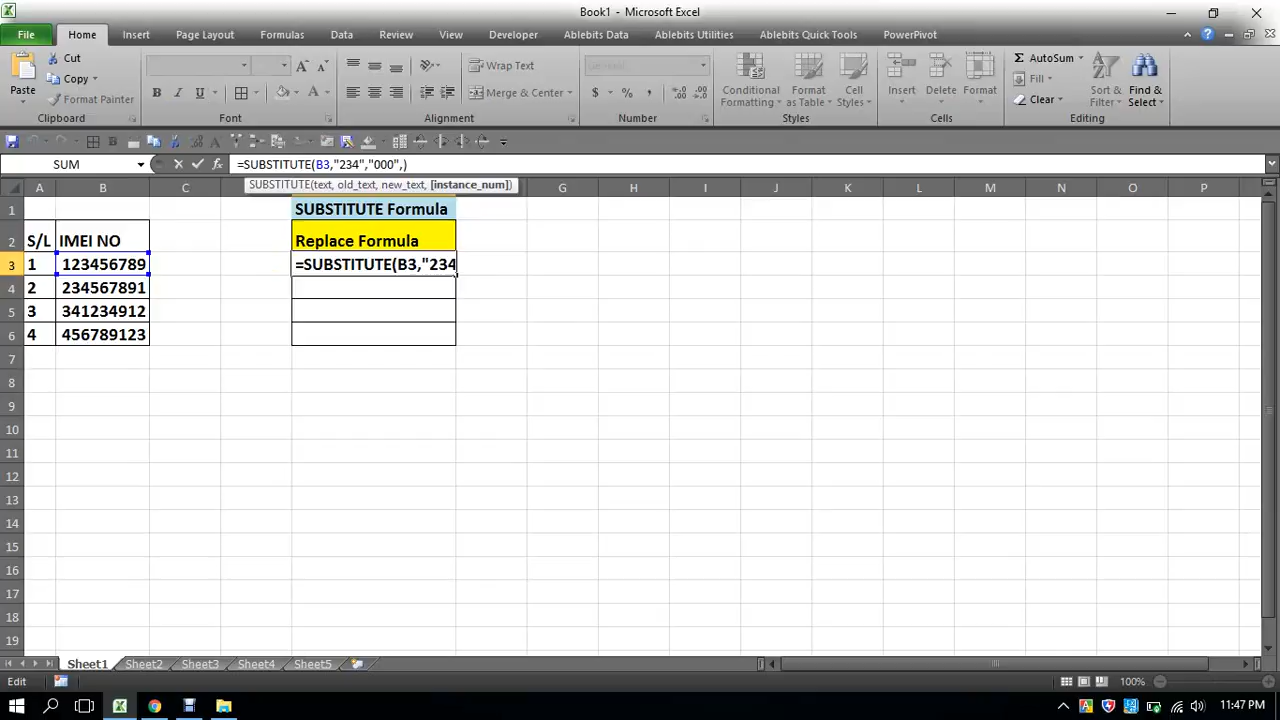 Book1 - Microsoft Excel
File Home Insert Page Layout Formulas Data Review View Developer Ablebits Data Ablebits Utilities Ablebits Quick Tools PowerPivot
Paste
Cut
Copy
Format Painter
Clipboard
B I U
A A
A
Font
Wrap Text
Merge & Center
Alignment
General
$ % ,
Number
Conditional Formatting
Format as Table
Cell Styles
Styles
Insert
Delete
Format
Cells
Σ AutoSum
Fill
Clear
Sort & Filter
Find & Select
Editing
SUM
fx
=SUBSTITUTE(B3,"234","000",)
SUBSTITUTE(text, old_text, new_text, [instance_num])
A B C F G H I J K L M N O P
1 SUBSTITUTE Formula
2 S/L IMEI NO Replace Formula
3 1 123456789 =SUBSTITUTE(B3,"234
4 2 234567891
5 3 341234912
6 4 456789123
7
8
9
10
11
12
13
14
15
16
17
18
19
Sheet1 Sheet2 Sheet3 Sheet4 Sheet5
Edit
100%
11:47 PM